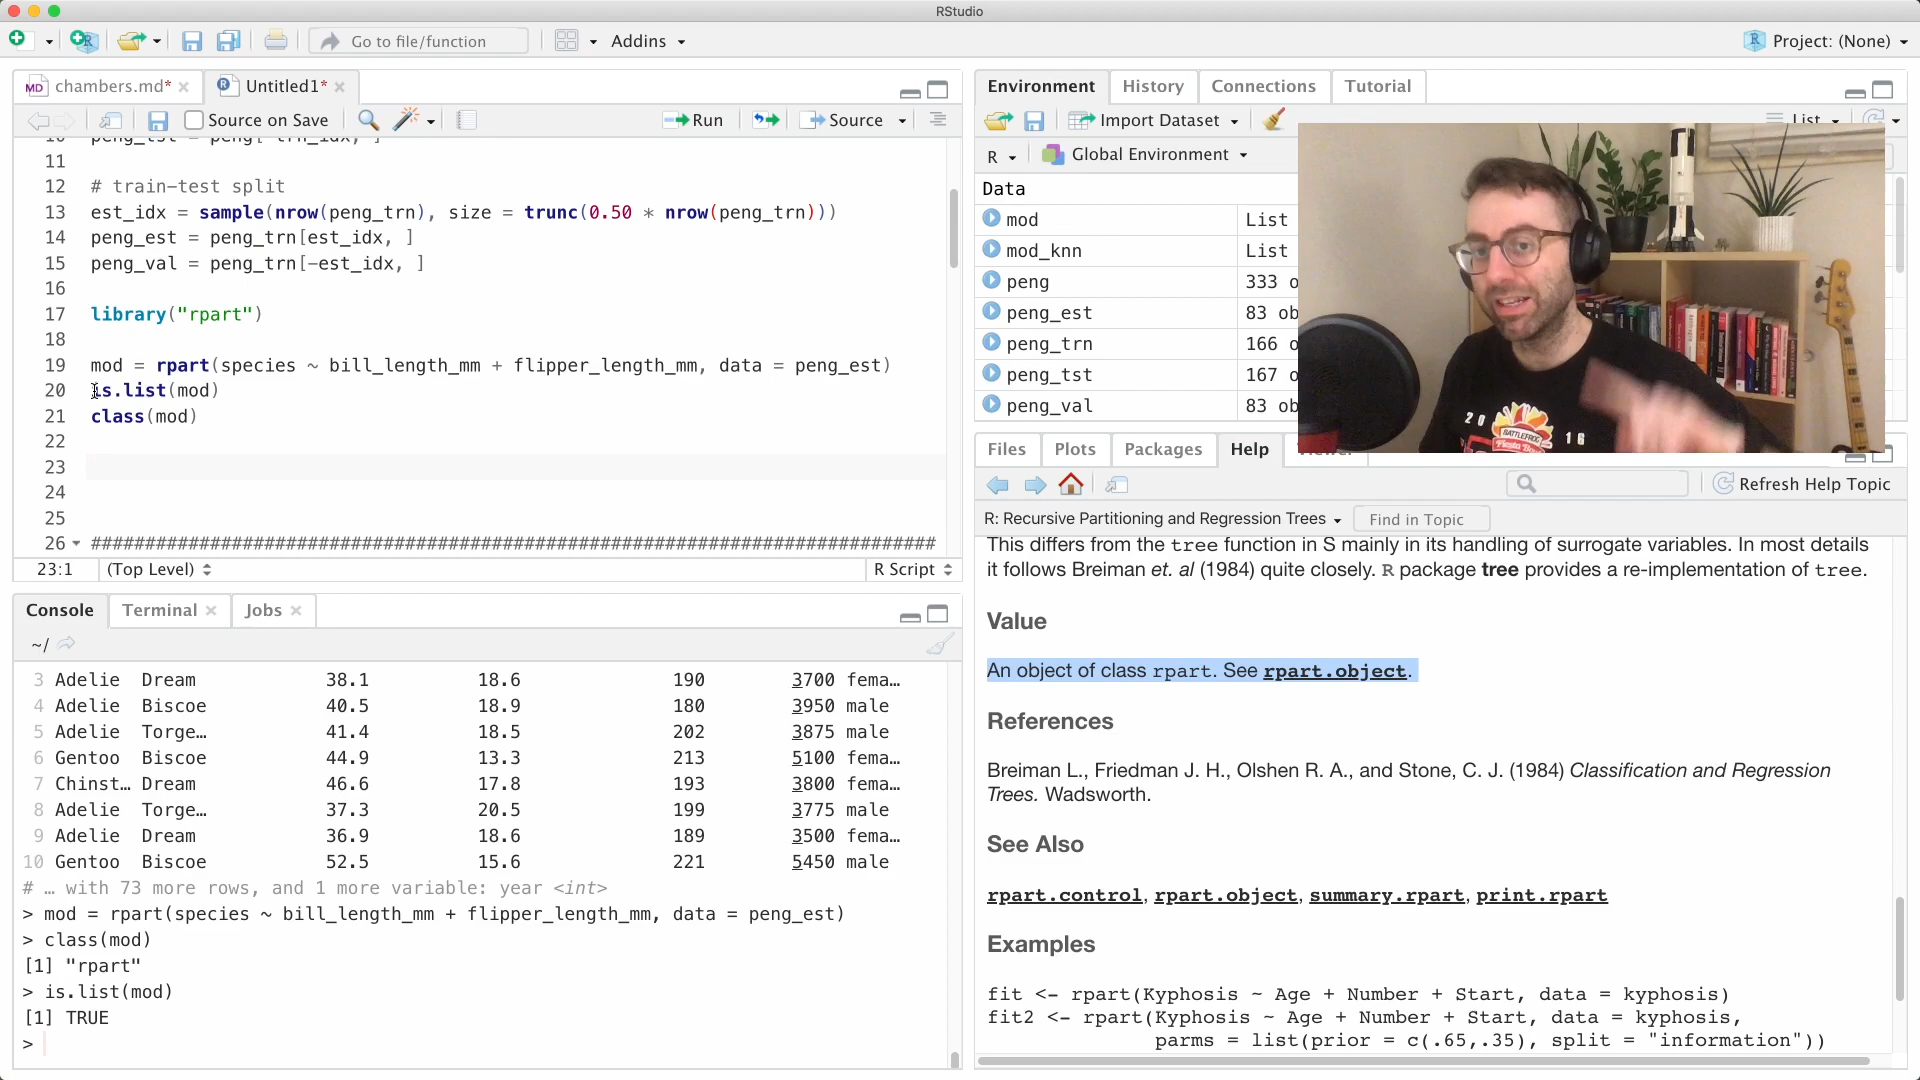 RStudio
Go to file/function
Addins
Project: (None)
MD chambers.md*
Untitled1*
Source on Save
Run
Source
11
12 # train-test split
13 est_idx = sample(nrow(peng_trn), size = trunc(0.50 * nrow(peng_trn)))
14 peng_est = peng_trn[est_idx, ]
15 peng_val = peng_trn[-est_idx, ]
16
17 library("rpart")
18
19 mod = rpart(species ~ bill_length_mm + flipper_length_mm, data = peng_est)
20 is.list(mod)
21 class(mod)
22
23
24
25
26 ##############################################################################
23:1 (Top Level)
R Script
Console
Terminal
Jobs
~/
3 Adelie Dream 38.1 18.6 190 3700 fema…
4 Adelie Biscoe 40.5 18.9 180 3950 male
5 Adelie Torge… 41.4 18.5 202 3875 male
6 Gentoo Biscoe 44.9 13.3 213 5100 fema…
7 Chinst… Dream 46.6 17.8 193 3800 fema…
8 Adelie Torge… 37.3 20.5 199 3775 male
9 Adelie Dream 36.9 18.6 189 3500 fema…
10 Gentoo Biscoe 52.5 15.6 221 5450 male
# … with 73 more rows, and 1 more variable: year <int>
> mod = rpart(species ~ bill_length_mm + flipper_length_mm, data = peng_est)
> class(mod)
[1] "rpart"
> is.list(mod)
[1] TRUE
>
Environment
History
Connections
Tutorial
Import Dataset
List
R
Global Environment
Data
mod List
mod_knn List
peng 333 o
peng_est 83 ob
peng_trn 166 o
peng_tst 167 o
peng_val 83 ob
20 16
BATTLEFROG
Files
Plots
Packages
Help
Refresh Help Topic
R: Recursive Partitioning and Regression Trees
Find in Topic
This differs from the tree function in S mainly in its handling of surrogate variables. In most details
it follows Breiman et. al (1984) quite closely. R package tree provides a re-implementation of tree.
Value
An object of class rpart. See rpart.object.
References
Breiman L., Friedman J. H., Olshen R. A., and Stone, C. J. (1984) Classification and Regression
Trees. Wadsworth.
See Also
rpart.control, rpart.object, summary.rpart, print.rpart
Examples
fit <- rpart(Kyphosis ~ Age + Number + Start, data = kyphosis)
fit2 <- rpart(Kyphosis ~ Age + Number + Start, data = kyphosis,
parms = list(prior = c(.65,.35), split = "information"))